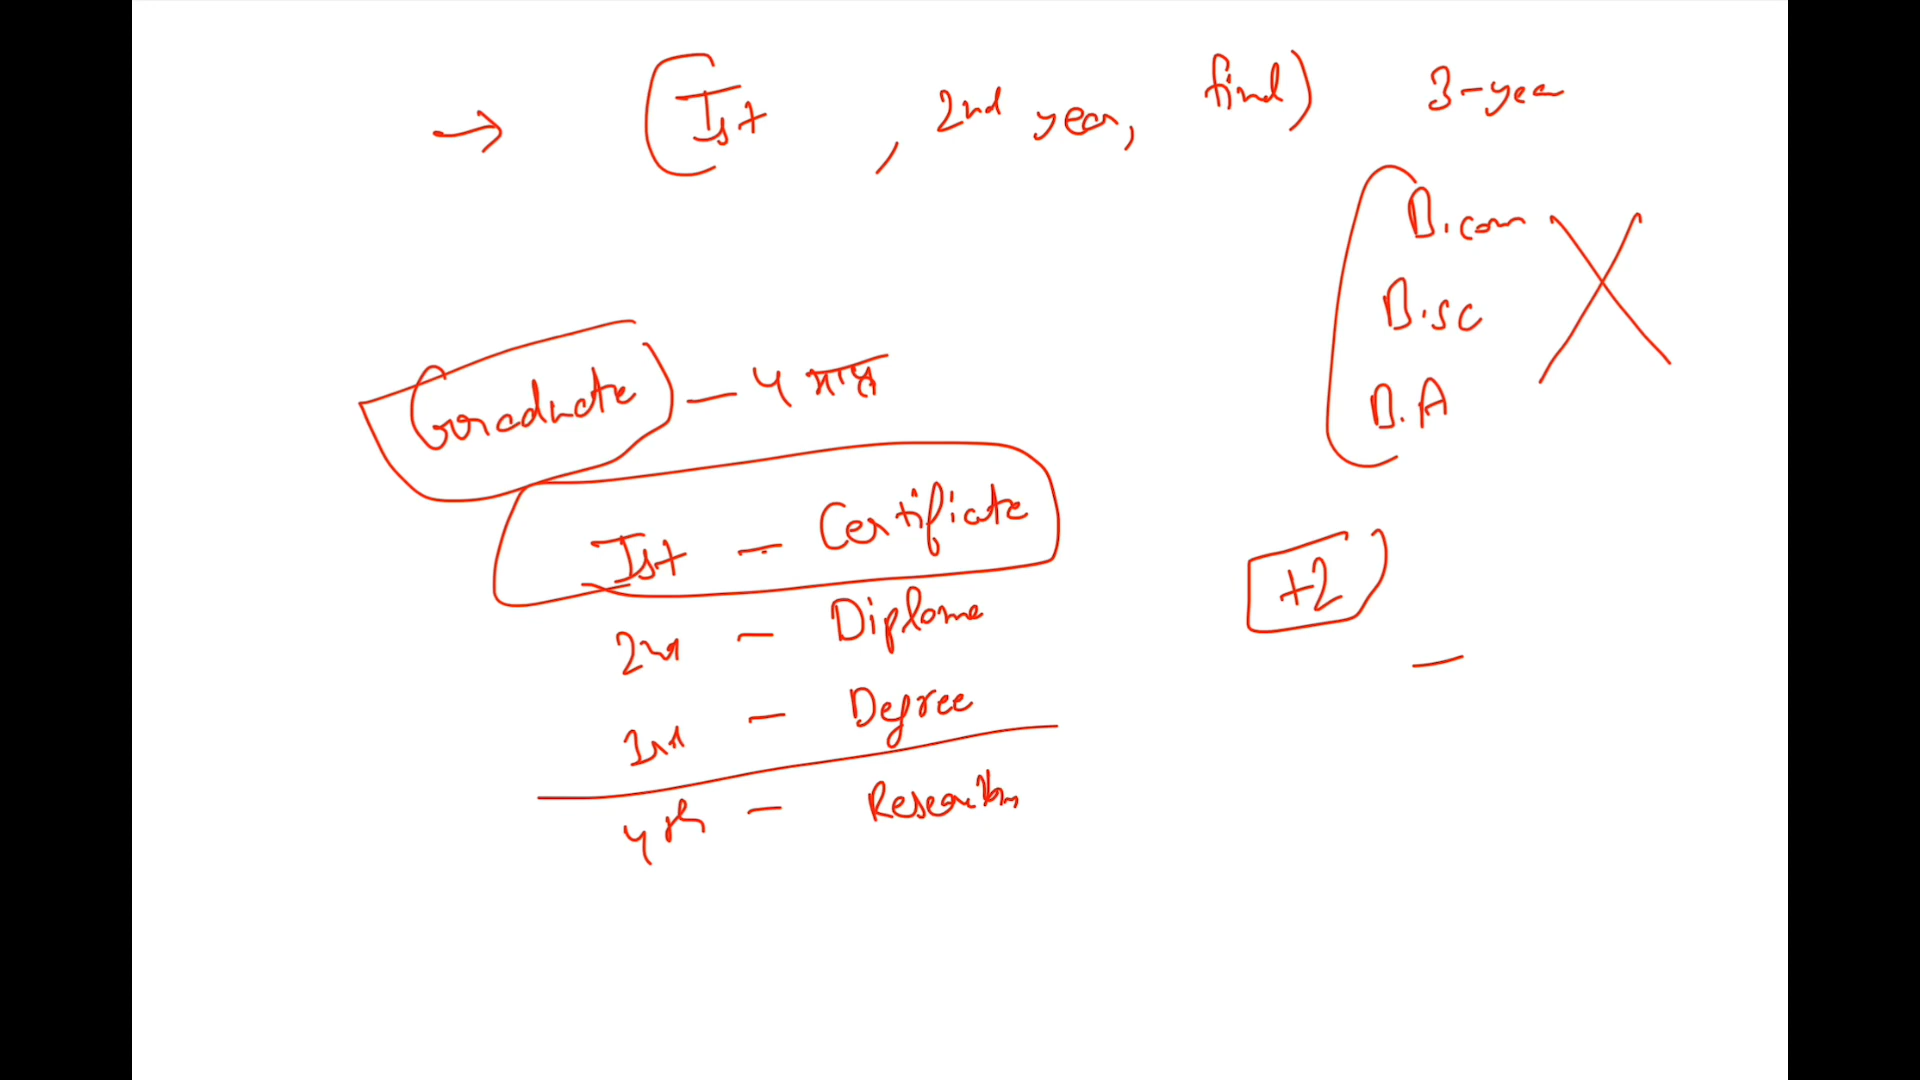 → (Ist , 2nd year, final) 3-year
B.com
B.sc
B.A
Graduate - 4 साल
Ist - Certificate
2nd - Diploma
3rd - Degree
4th - Research
+2
-